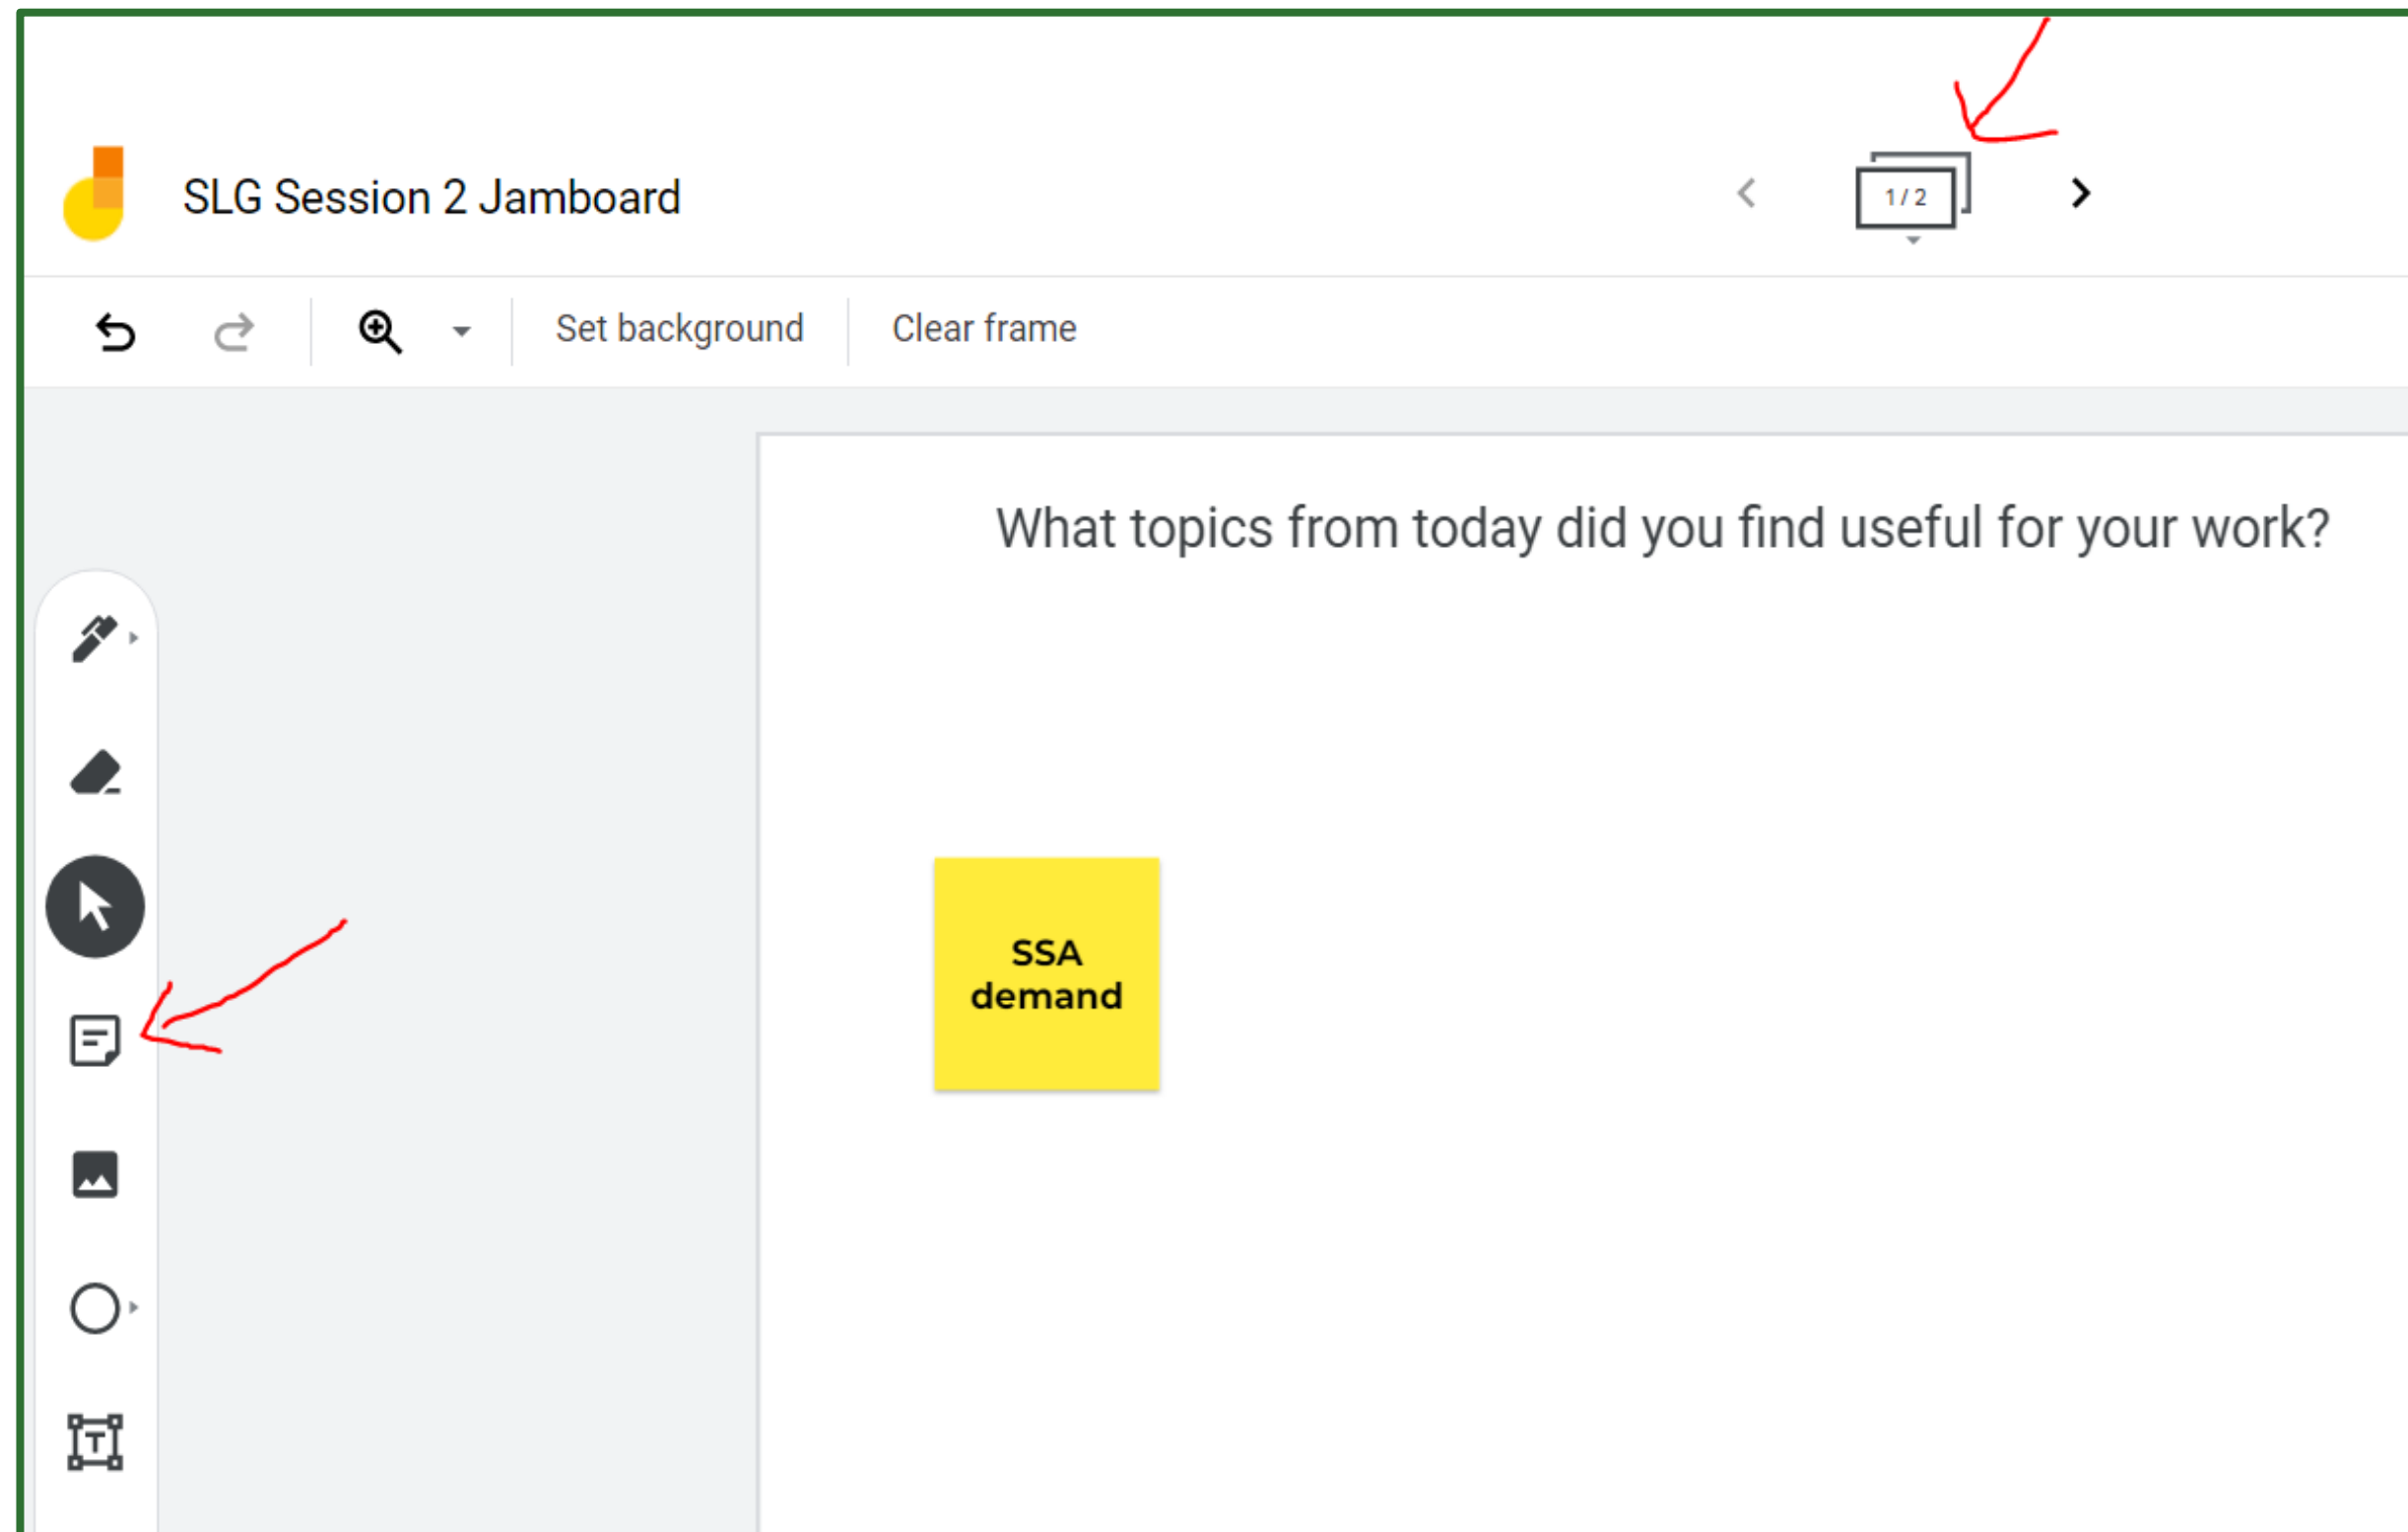 SLG Session 2 Jamboard
1 / 2
Set background
Clear frame
What topics from today did you find useful for your work?
SSA
demand